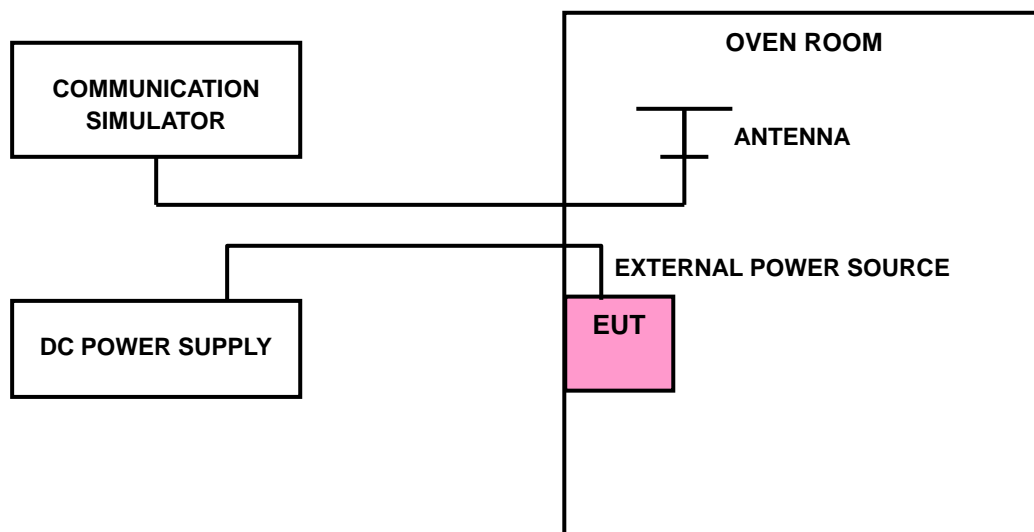 OVEN ROOM
COMMUNICATION
SIMULATOR
ANTENNA
EXTERNAL POWER SOURCE
EUT
DC POWER SUPPLY